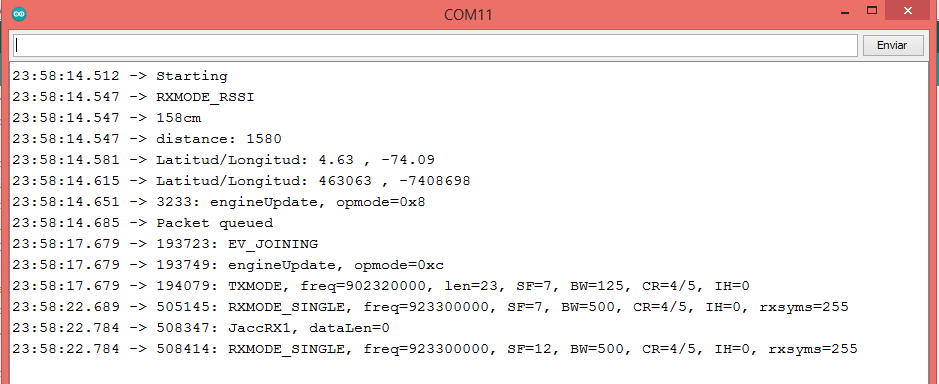 COM11
Enviar
23:58:14.512 -> Starting
23:58:14.547 -> RXMODE_RSSI
23:58:14.547 -> 158cm
23:58:14.547 -> distance: 1580
23:58:14.581 -> Latitud/Longitud: 4.63 , -74.09
23:58:14.615 -> Latitud/Longitud: 463063 , -7408698
23:58:14.651 -> 3233: engineUpdate, opmode=0x8
23:58:14.685 -> Packet queued
23:58:17.679 -> 193723: EV_JOINING
23:58:17.679 -> 193749: engineUpdate, opmode=0xc
23:58:17.679 -> 194079: TXMODE, freq=902320000, len=23, SF=7, BW=125, CR=4/5, IH=0
23:58:22.689 -> 505145: RXMODE_SINGLE, freq=923300000, SF=7, BW=500, CR=4/5, IH=0, rxsyms=255
23:58:22.784 -> 508347: JaccRX1, dataLen=0
23:58:22.784 -> 508414: RXMODE_SINGLE, freq=923300000, SF=12, BW=500, CR=4/5, IH=0, rxsyms=255